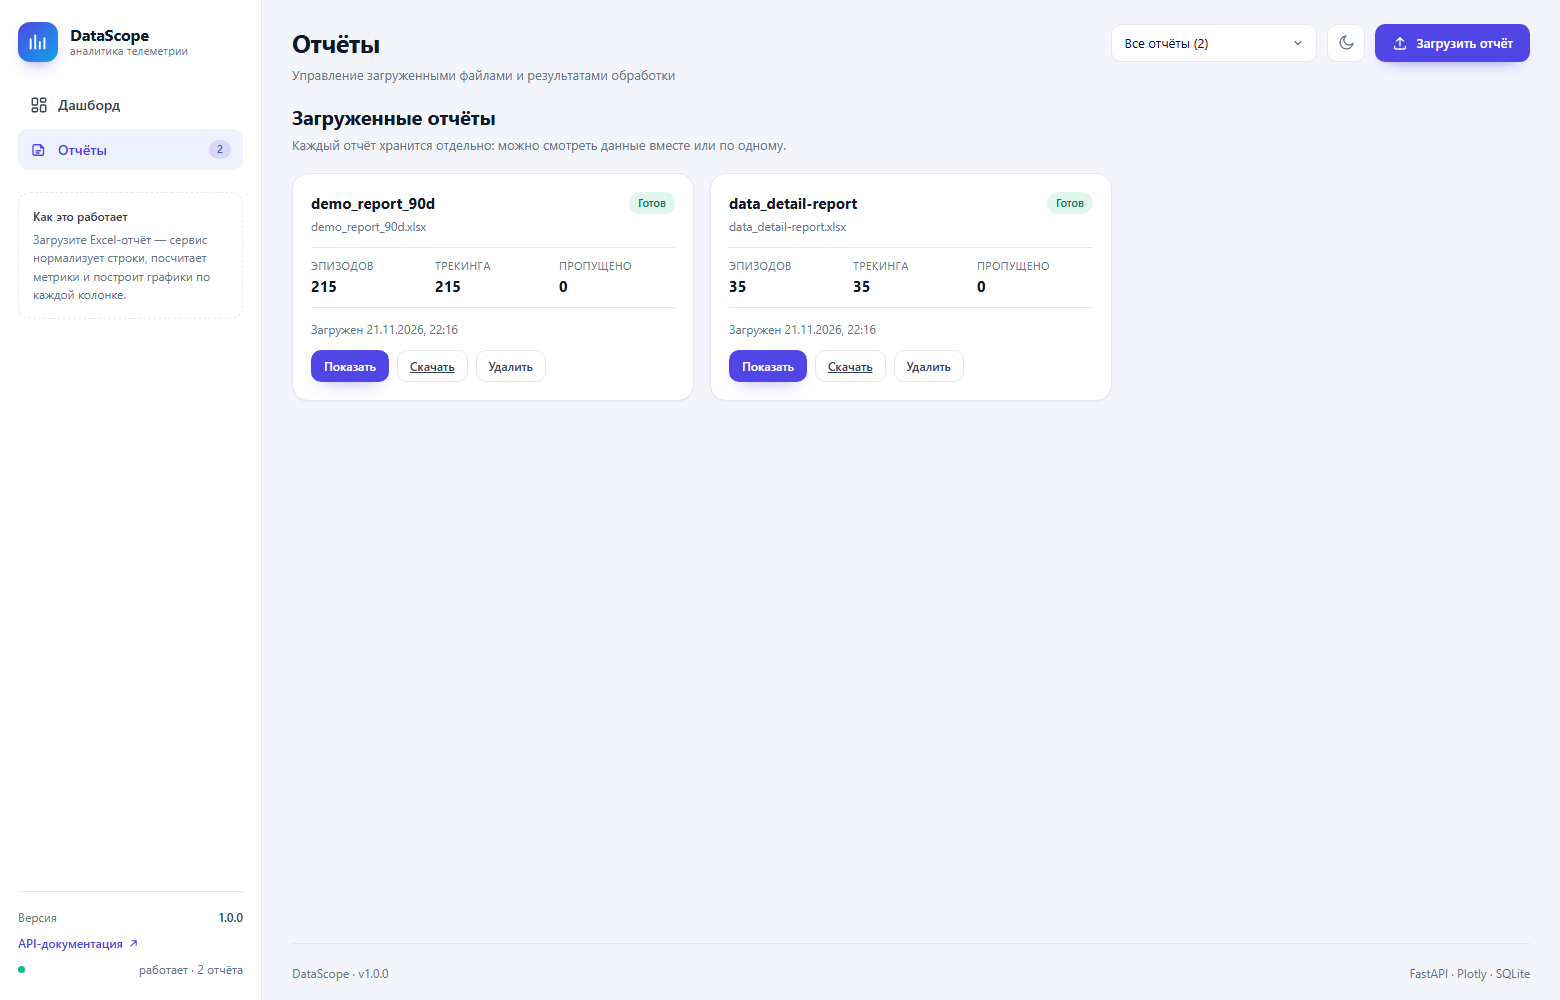 DataScope
аналитика телеметрии
Дашборд
Отчёты 2
Как это работает
Загрузите Excel-отчёт — сервис
нормализует строки, посчитает
метрики и построит графики по
каждой колонке.
Версия 1.0.0
API-документация
работает · 2 отчёта
Отчёты
Управление загруженными файлами и результатами обработки
Все отчёты (2)
Загрузить отчёт
Загруженные отчёты
Каждый отчёт хранится отдельно: можно смотреть данные вместе или по одному.
demo_report_90d Готов
demo_report_90d.xlsx
ЭПИЗОДОВ ТРЕКИНГА ПРОПУЩЕНО
215 215 0
Загружен 21.11.2026, 22:16
Показать Скачать Удалить
data_detail-report Готов
data_detail-report.xlsx
ЭПИЗОДОВ ТРЕКИНГА ПРОПУЩЕНО
35 35 0
Загружен 21.11.2026, 22:16
Показать Скачать Удалить
DataScope · v1.0.0
FastAPI · Plotly · SQLite